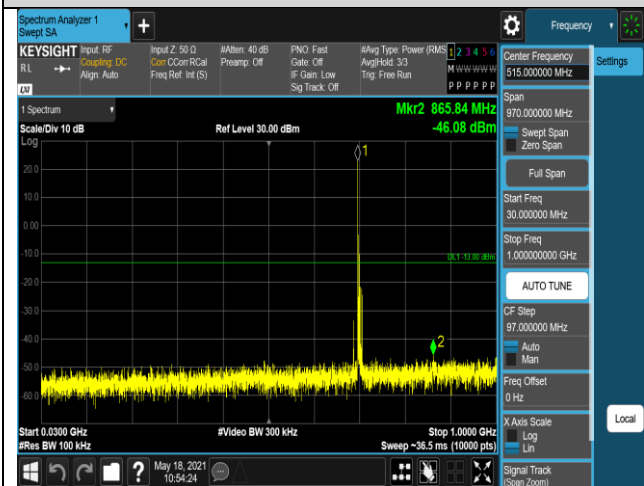 Spectrum Analyzer 1
Swept SA
+
Frequency
KEYSIGHT
RL
LXI
Input: RF
Coupling: DC
Align: Auto
Input Z: 50 Ω
Corr CCorr RCal
Freq Ref: Int (S)
#Atten: 40 dB
Preamp: Off
PNO: Fast
Gate: Off
IF Gain: Low
Sig Track: Off
#Avg Type: Power (RMS
Avg|Hold: 3/3
Trig: Free Run
1 2 3 4 5 6
M W W W W W
P P P P P P
1 Spectrum
Scale/Div 10 dB
Log
Ref Level 30.00 dBm
Mkr2 865.84 MHz
-46.08 dBm
1
20.0
10.0
0.00
-10.0
DL1 -13.00 dBm
-20.0
-30.0
-40.0
2
-50.0
-60.0
Start 0.0300 GHz
#Res BW 100 kHz
#Video BW 300 kHz
Stop 1.0000 GHz
Sweep ~36.5 ms (10000 pts)
?
May 18, 2021
10:54:24
Center Frequency
515.000000 MHz
Settings
Span
970.000000 MHz
Swept Span
Zero Span
Full Span
Start Freq
30.000000 MHz
Stop Freq
1.000000000 GHz
AUTO TUNE
CF Step
97.000000 MHz
Auto
Man
Freq Offset
0 Hz
X Axis Scale
Log
Lin
Local
Signal Track
(Span Zoom)